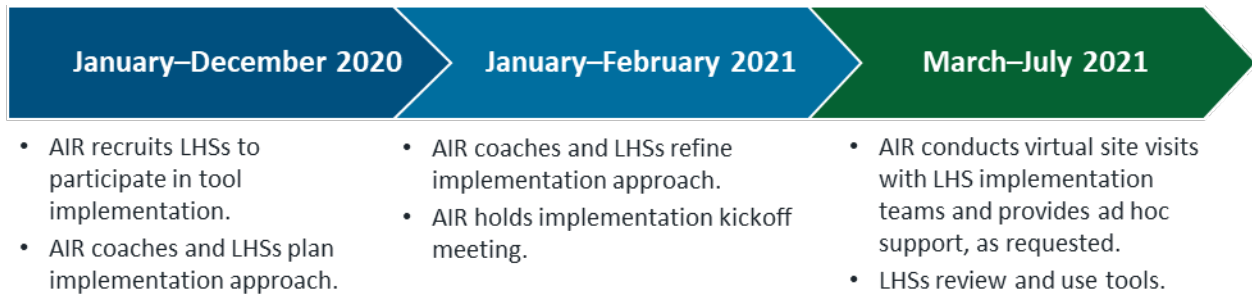 January–December 2020
January–February 2021
March–July 2021
• AIR recruits LHSs to
participate in tool
implementation.
• AIR coaches and LHSs plan
implementation approach.
• AIR coaches and LHSs refine
implementation approach.
• AIR holds implementation kickoff
meeting.
• AIR conducts virtual site visits
with LHS implementation
teams and provides ad hoc
support, as requested.
• LHSs review and use tools.